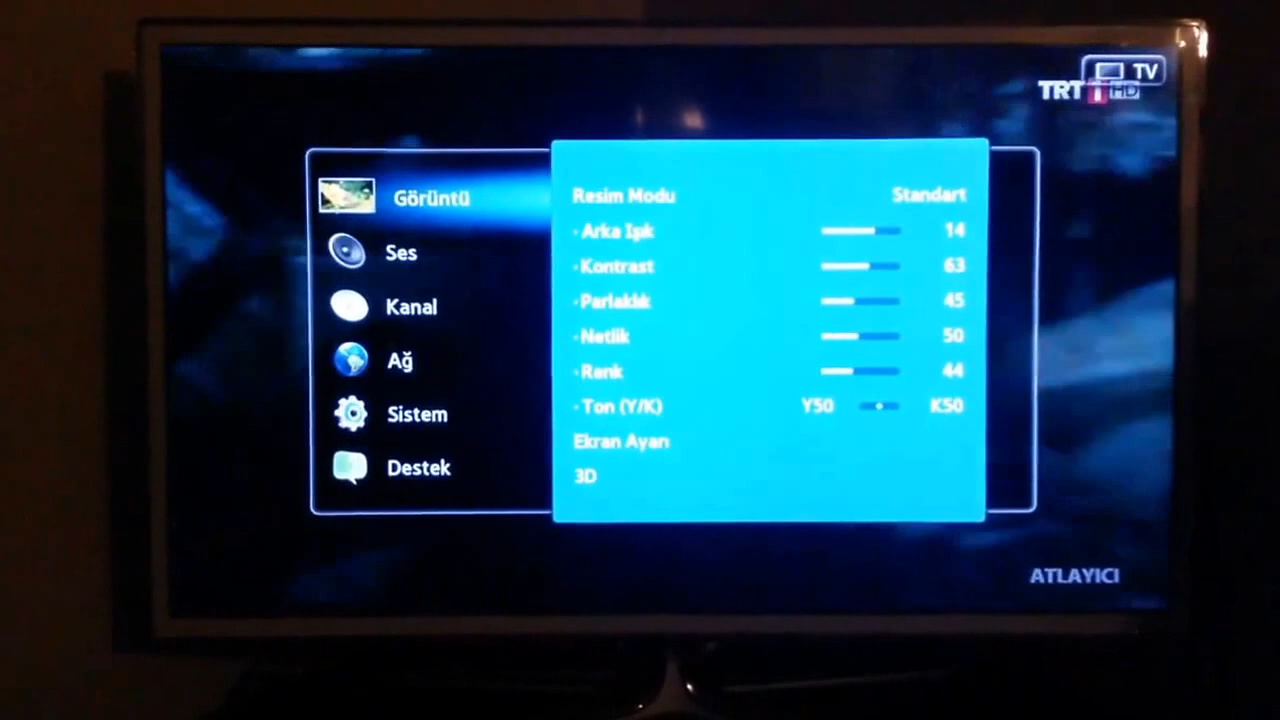 TV
TRT 1 HD
Görüntü
Ses
Kanal
Ağ
Sistem
Destek
Resim Modu Standart
· Arka Işık 14
· Kontrast 63
· Parlaklık 45
· Netlik 50
· Renk 44
· Ton (Y/K) Y50 K50
Ekran Ayarı
3D
ATLAYICI